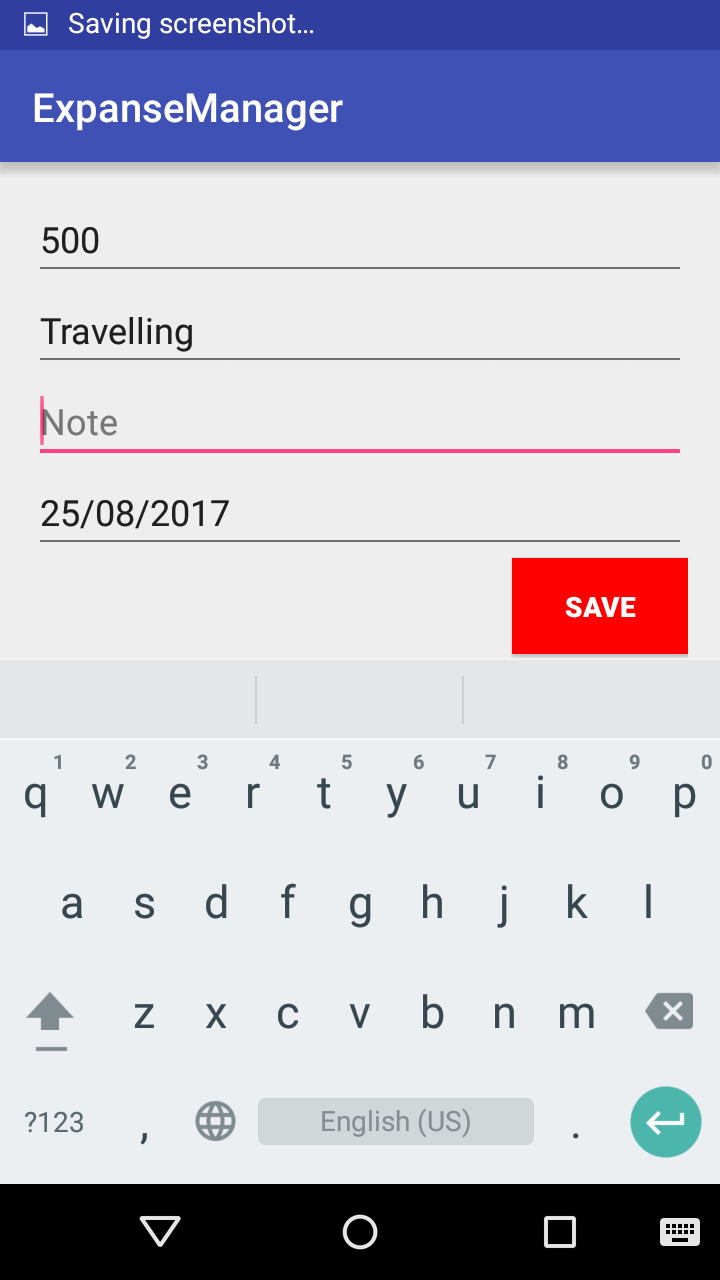 Saving screenshot...
ExpanseManager
500
Travelling
Note
25/08/2017
SAVE
1 2 3 4 5 6 7 8 9 0
q w e r t y u i o p
a s d f g h j k l
z x c v b n m
?123 , English (US) .